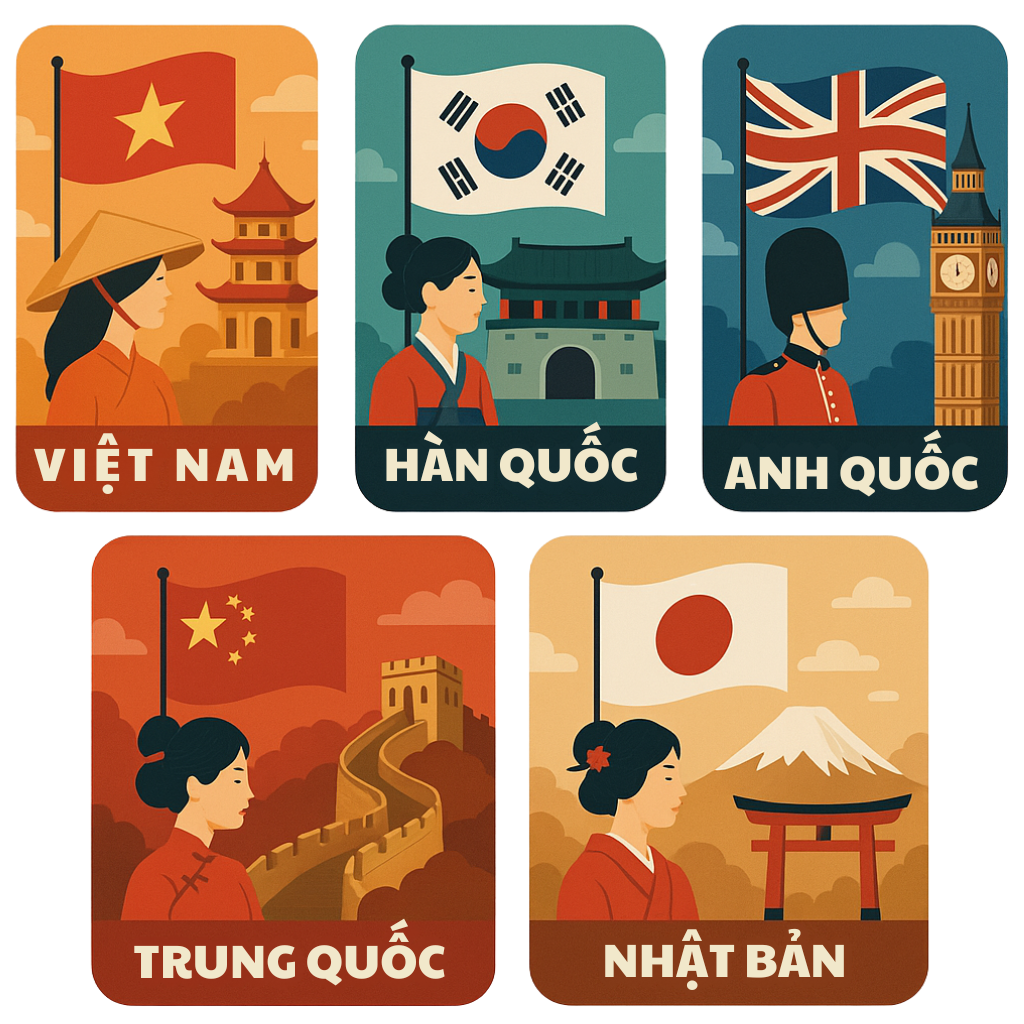 VIỆT NAM
HÀN QUỐC
ANH QUỐC
TRUNG QUỐC
NHẬT BẢN